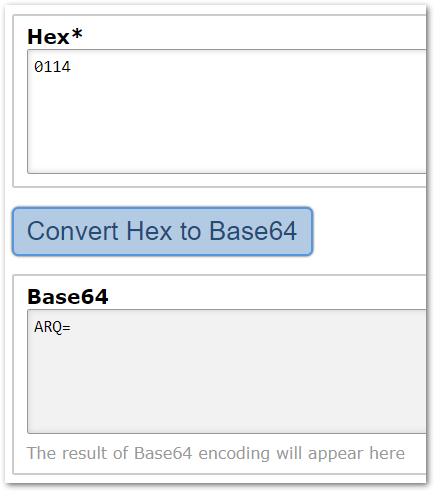 Hex*
0114
Convert Hex to Base64
Base64
ARQ=
The result of Base64 encoding will appear here